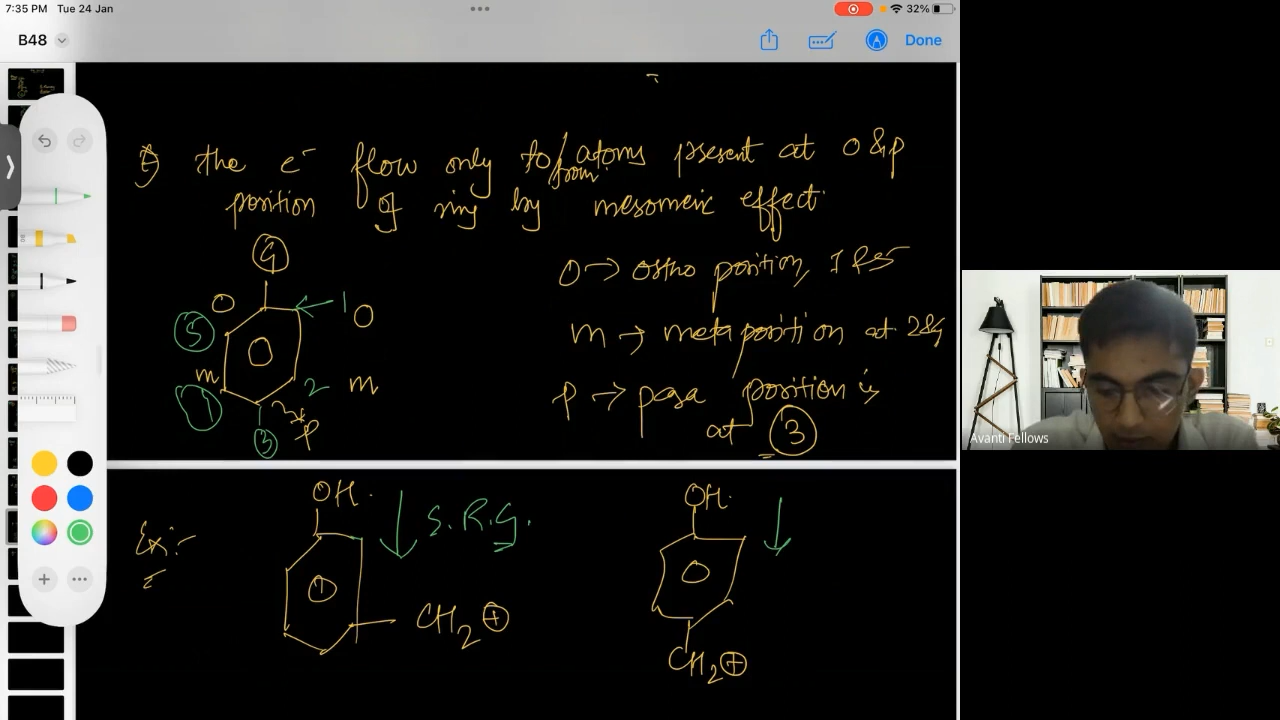 7:35 PM Tue 24 Jan
32%
B48
Done
the e⁻ flow only to/from atoms present at o & p
position of ring by mesomeric effect.
G
O
1
O
5
O → ortho position, 1 & 5
m
2
m
m → meta position at 2 & 4
4
3
p
p → para position is
at 3
Avanti Fellows
Ex:-
OH
S.R.G.
OH
CH₂⊕
CH₂⊕